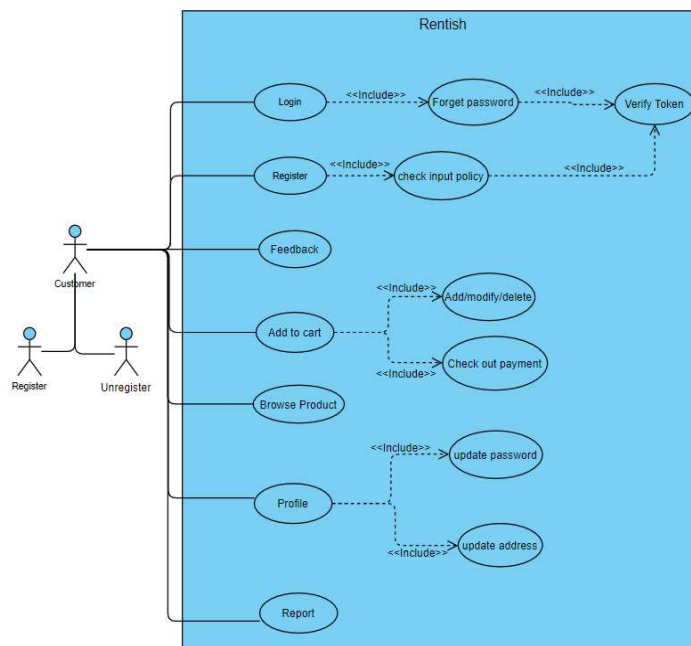 Rentish
Login
<<Include>>
Forget password
<<Include>>
Verify Token
Register
<<Include>>
check input policy
<<Include>>
Customer
Feedback
Register
Unregister
Add to cart
<<Include>>
Add/modify/delete
Check out payment
<<Include>>
Browse Product
Profile
<<Include>>
update password
<<Include>>
update address
Report